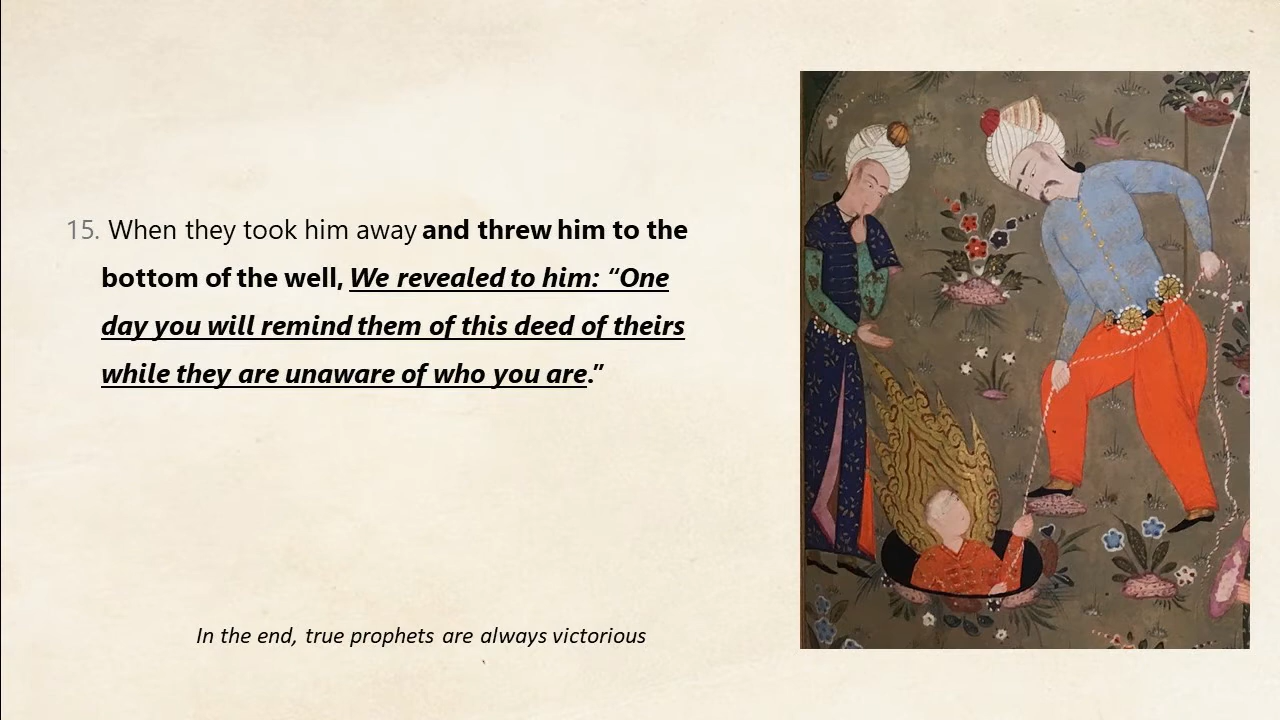 15. When they took him away and threw him to the
bottom of the well, We revealed to him: “One
day you will remind them of this deed of theirs
while they are unaware of who you are.”
In the end, true prophets are always victorious